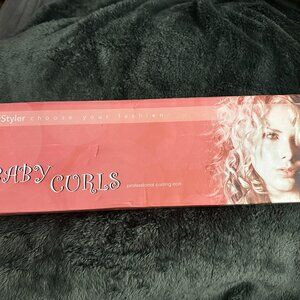 Styler choose your fashion
BABY CURLS professional curling iron